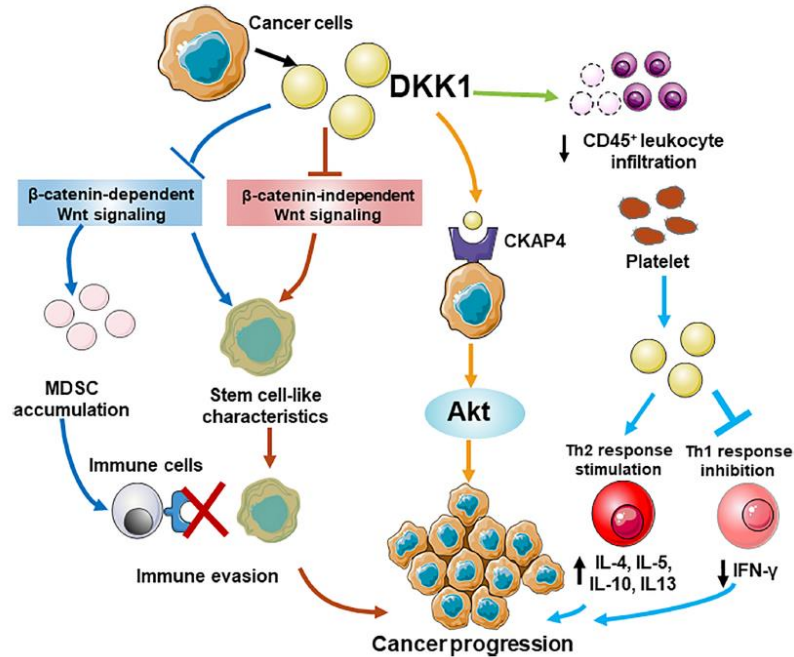 Cancer cells
DKK1
CD45⁺ leukocyte
infiltration
β-catenin-dependent
Wnt signaling
β-catenin-independent
Wnt signaling
CKAP4
Platelet
MDSC
accumulation
Stem cell-like
characteristics
Akt
Immune cells
Th2 response
stimulation
Th1 response
inhibition
Immune evasion
IL-4, IL-5,
IL-10, IL13
IFN-γ
Cancer progression